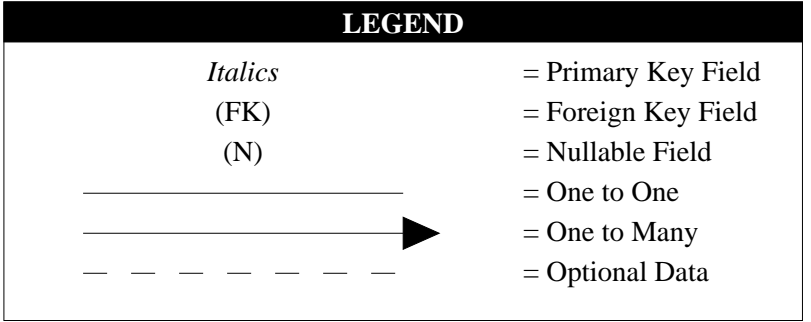 LEGEND
Italics = Primary Key Field
(FK) = Foreign Key Field
(N) = Nullable Field
= One to One
= One to Many
= Optional Data